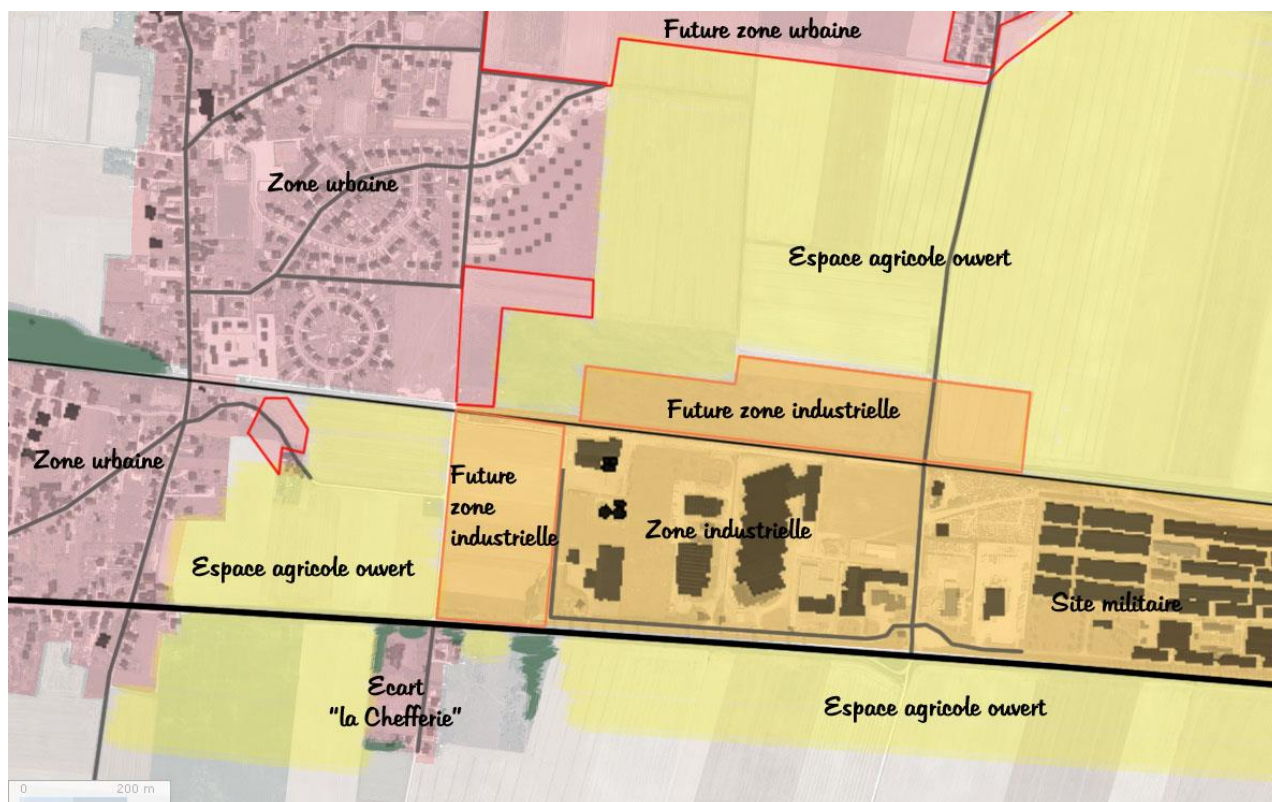 Future zone urbaine
Zone urbaine
Espace agricole ouvert
Future zone industrielle
Zone urbaine
Future
zone
industrielle
Zone industrielle
Espace agricole ouvert
Site militaire
Ecart
"la Chefferie"
Espace agricole ouvert
0 200 m